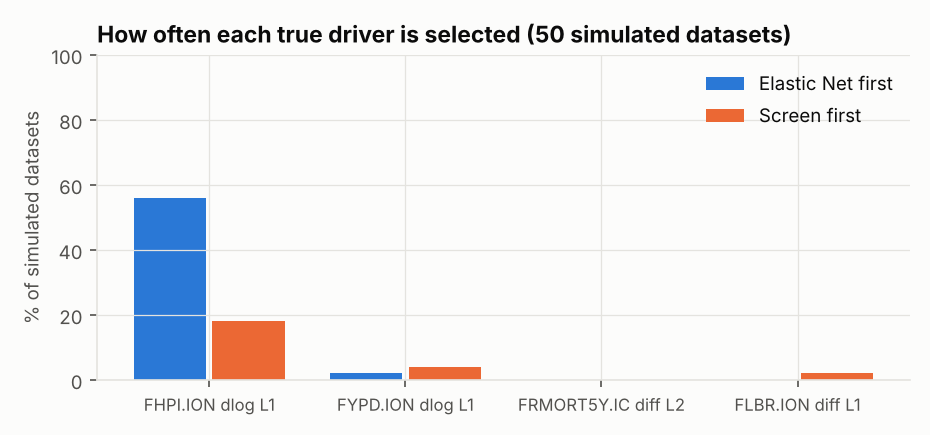 How often each true driver is selected (50 simulated datasets)
Elastic Net first
Screen first
% of simulated datasets
100
80
60
40
20
0
FHPI.ION dlog L1
FYPD.ION dlog L1
FRMORT5Y.IC diff L2
FLBR.ION diff L1